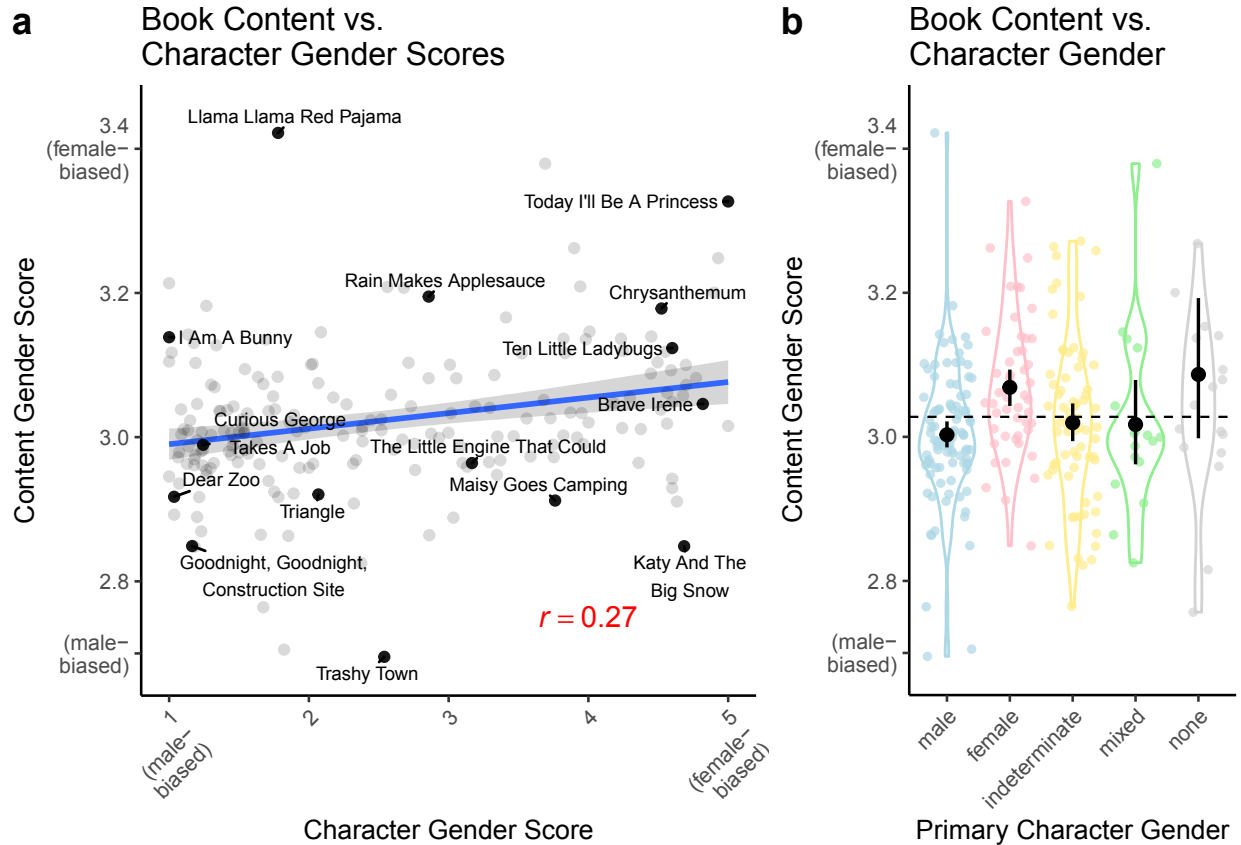 a
Book Content vs.
Character Gender Scores
Content Gender Score
3.4
(female−
biased)
3.2
3.0
2.8
(male−
biased)
Llama Llama Red Pajama
Today I'll Be A Princess
Rain Makes Applesauce
Chrysanthemum
I Am A Bunny
Ten Little Ladybugs
Brave Irene
Curious George
Takes A Job
The Little Engine That Could
Dear Zoo
Maisy Goes Camping
Triangle
Goodnight, Goodnight,
Construction Site
Katy And The
Big Snow
r = 0.27
Trashy Town
1
(male−
biased)
2
3
4
5
(female−
biased)
Character Gender Score
b
Book Content vs.
Character Gender
Content Gender Score
3.4
(female−
biased)
3.2
3.0
2.8
(male−
biased)
male
female
indeterminate
mixed
none
Primary Character Gender